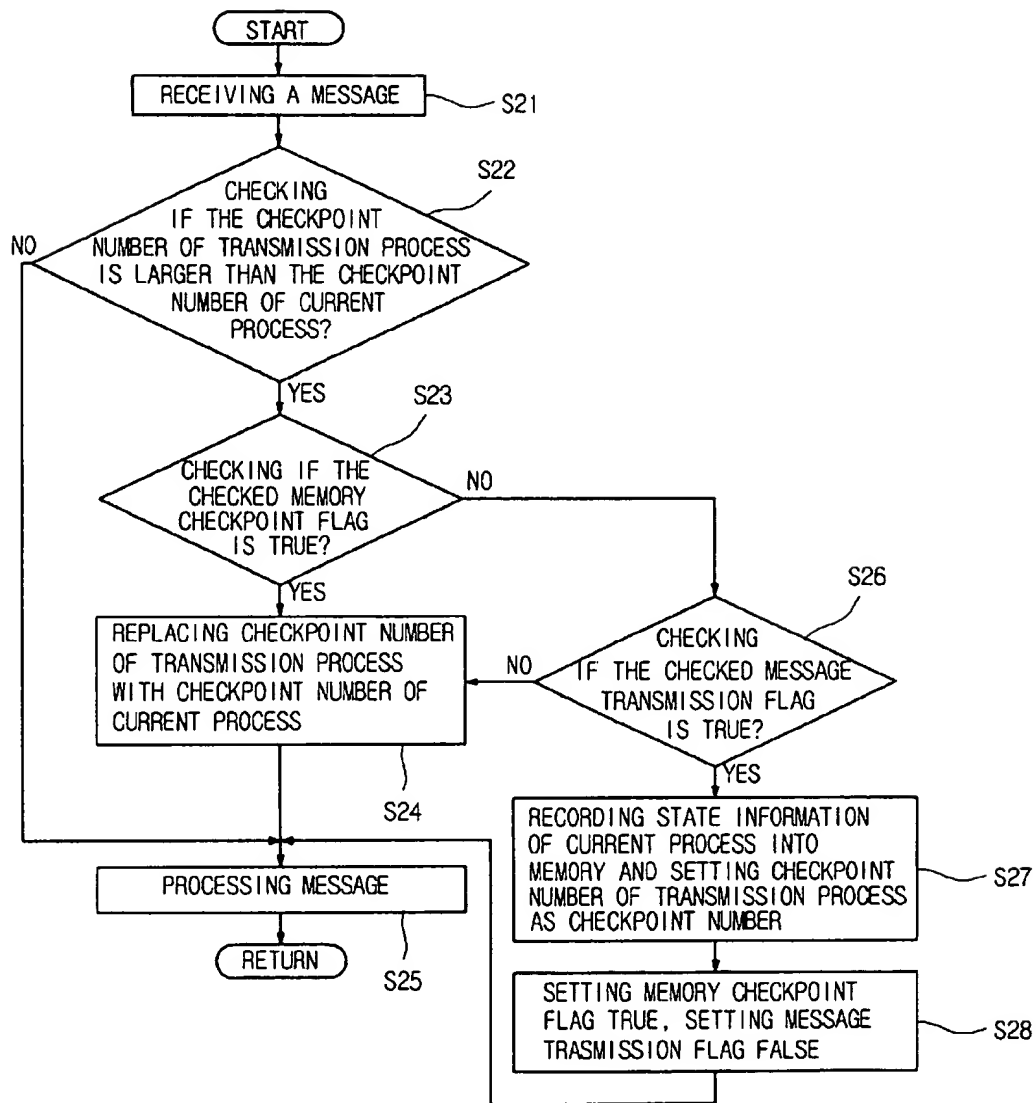 START
RECEIVING A MESSAGE
S21
S22
CHECKING
IF THE CHECKPOINT
NUMBER OF TRANSMISSION PROCESS
IS LARGER THAN THE CHECKPOINT
NUMBER OF CURRENT
PROCESS?
NO
YES
S23
CHECKING IF THE
CHECKED MEMORY
CHECKPOINT FLAG
IS TRUE?
NO
YES
S26
CHECKING
IF THE CHECKED MESSAGE
TRANSMISSION FLAG
IS TRUE?
NO
YES
REPLACING CHECKPOINT NUMBER
OF TRANSMISSION PROCESS
WITH CHECKPOINT NUMBER OF
CURRENT PROCESS
S24
RECORDING STATE INFORMATION
OF CURRENT PROCESS INTO
MEMORY AND SETTING CHECKPOINT
NUMBER OF TRANSMISSION PROCESS
AS CHECKPOINT NUMBER
S27
PROCESSING MESSAGE
S25
RETURN
SETTING MEMORY CHECKPOINT
FLAG TRUE, SETTING MESSAGE
TRASMISSION FLAG FALSE
S28